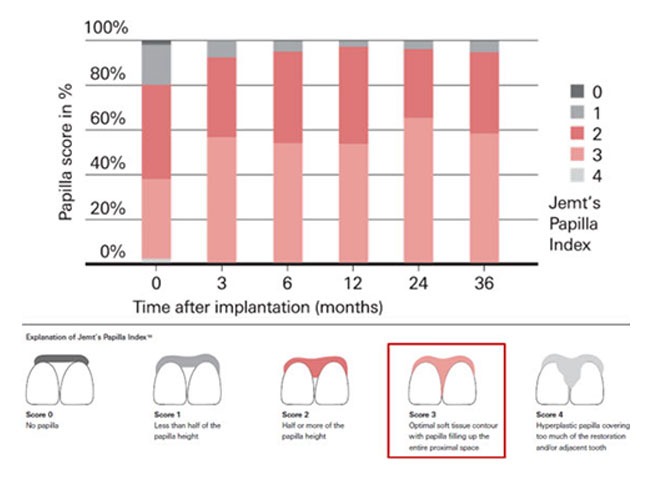 100%
80%
60%
40%
20%
0%
Papilla score in %
0 3 6 12 24 36
Time after implantation (months)
0
1
2
3
4
Jemt's
Papilla
Index
Explanation of Jemt's Papilla Index
Score 0
No papilla
Score 1
Less than half of the
papilla height
Score 2
Half or more of the
papilla height
Score 3
Optimal soft tissue contour
with papilla filling up the
entire proximal space
Score 4
Hyperplastic papilla covering
too much of the restoration
and/or adjacent tooth